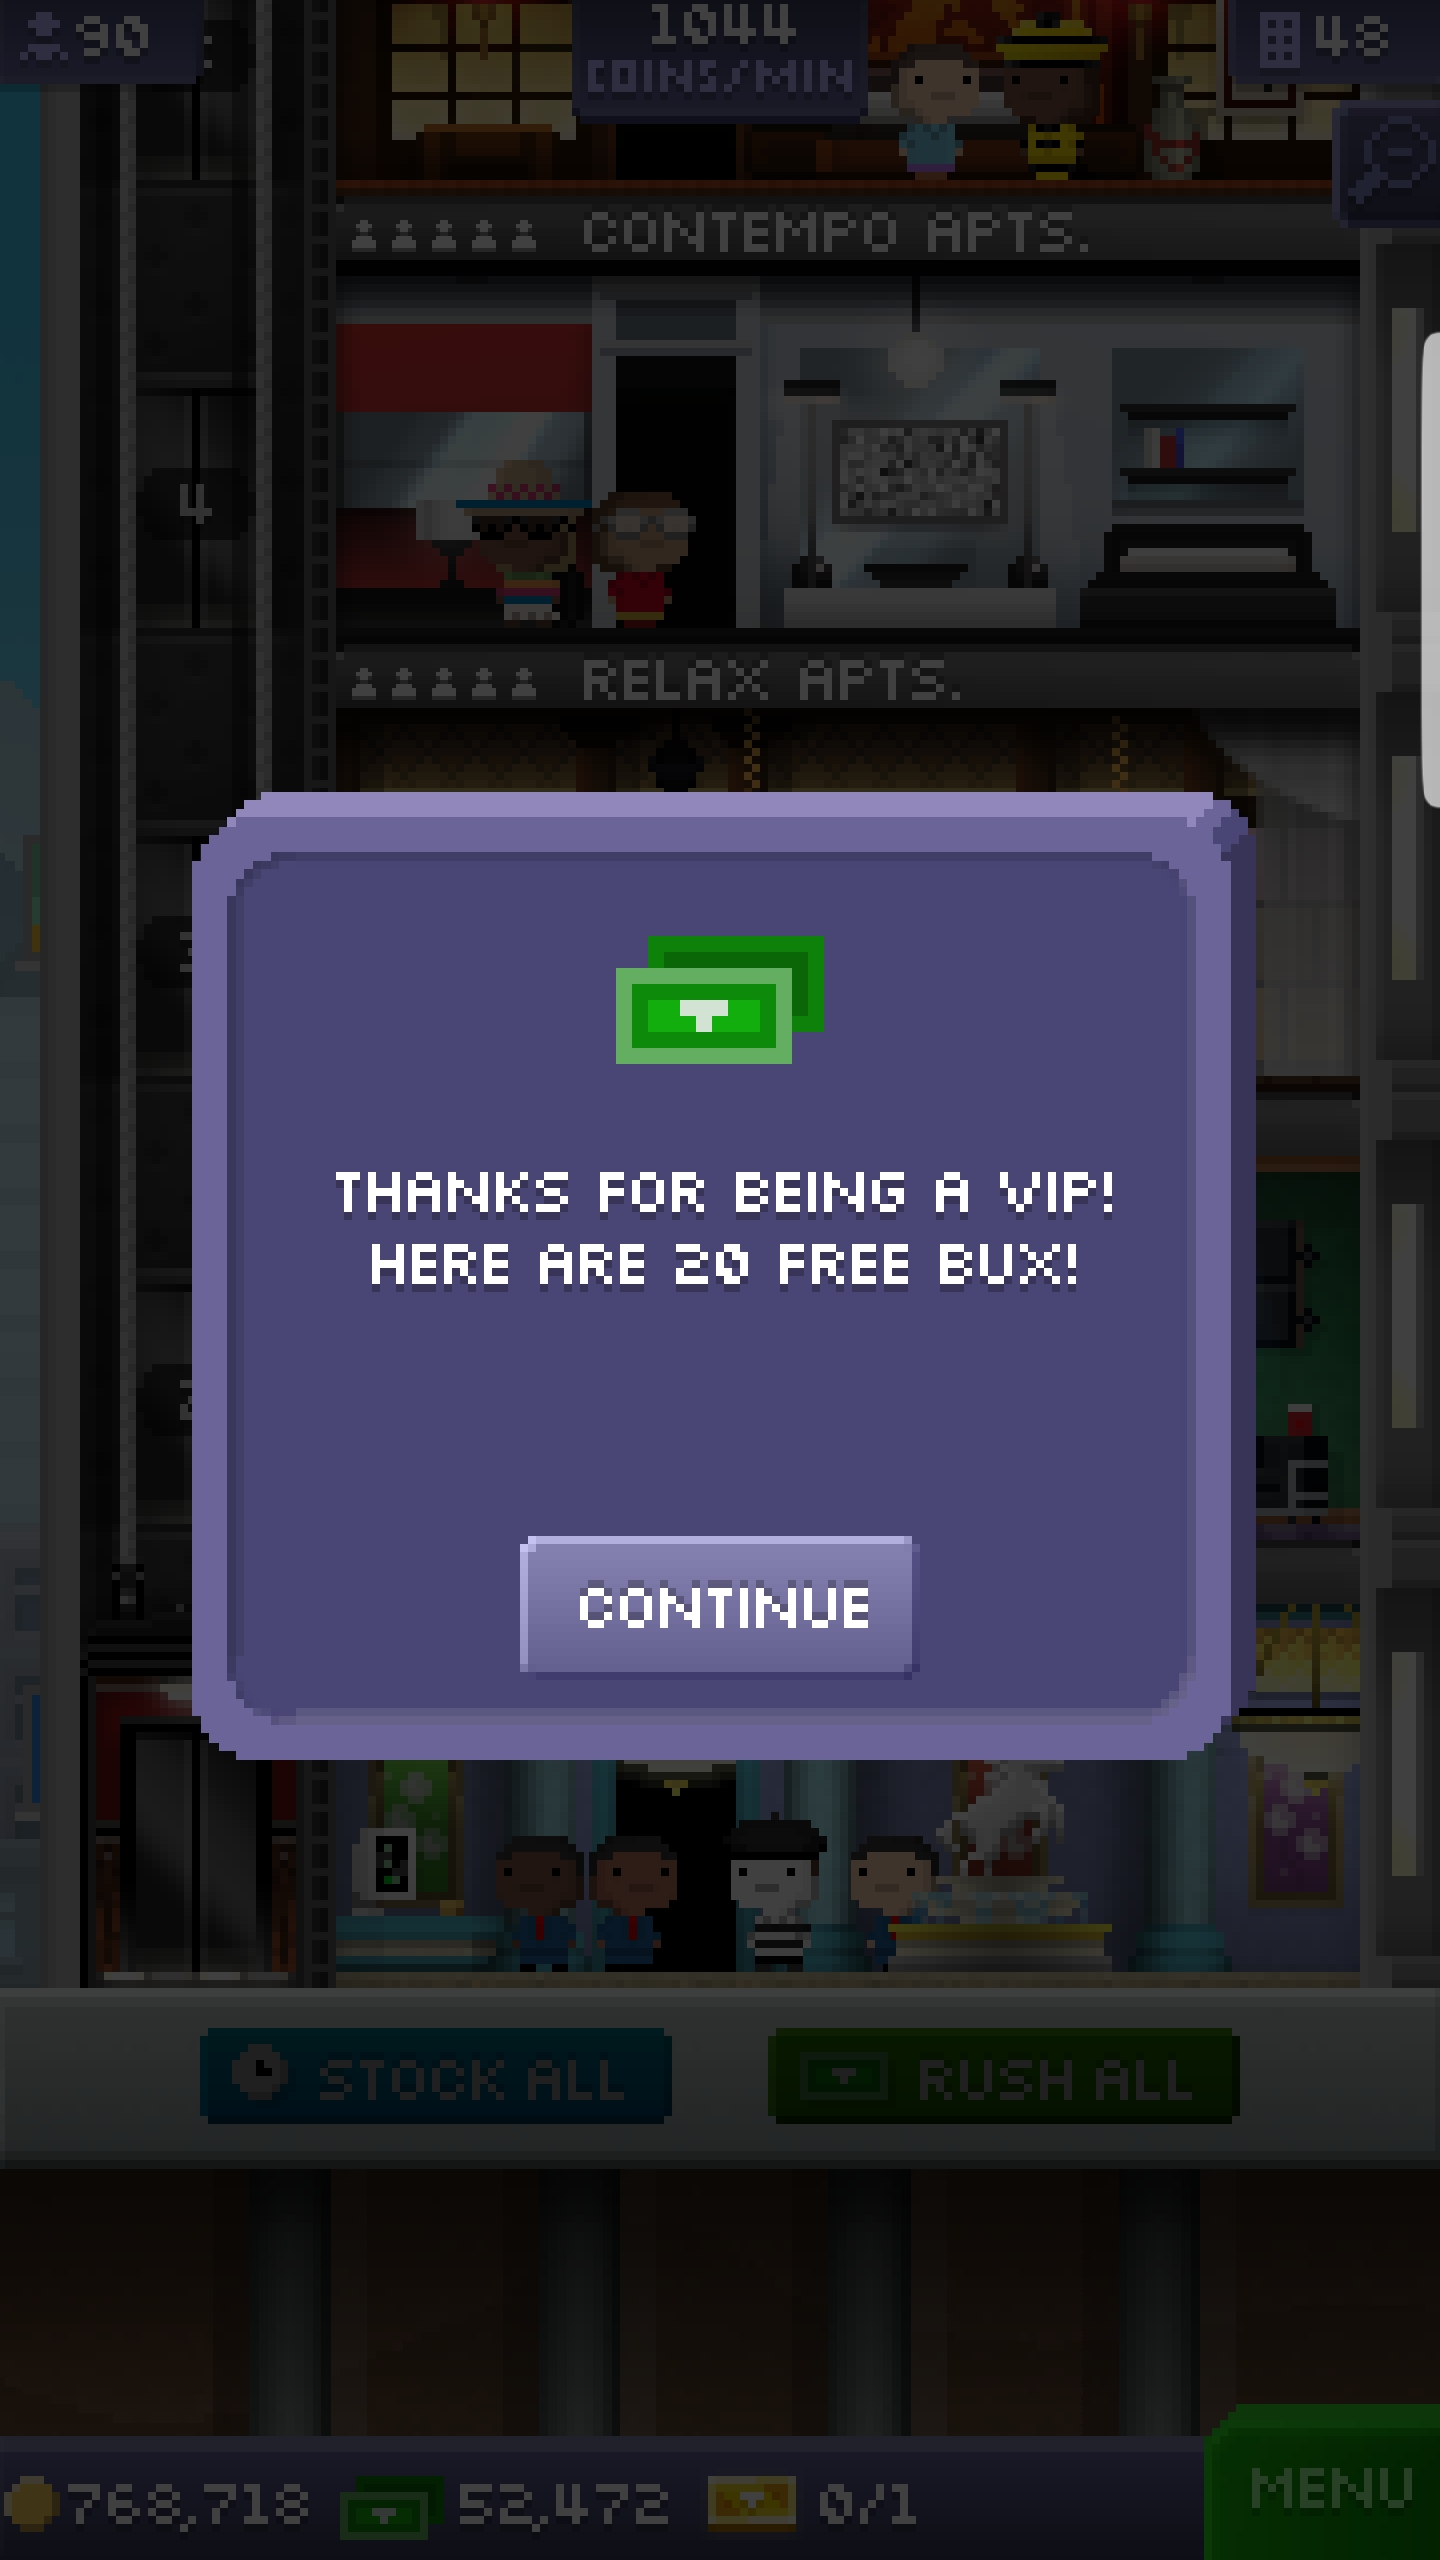 90
1044
COINS/MIN
48
CONTEMPO APTS.
4
RELAX APTS.
THANKS FOR BEING A VIP!
HERE ARE 20 FREE BUX!
CONTINUE
STOCK ALL
RUSH ALL
768,718
52,472
0/1
MENU